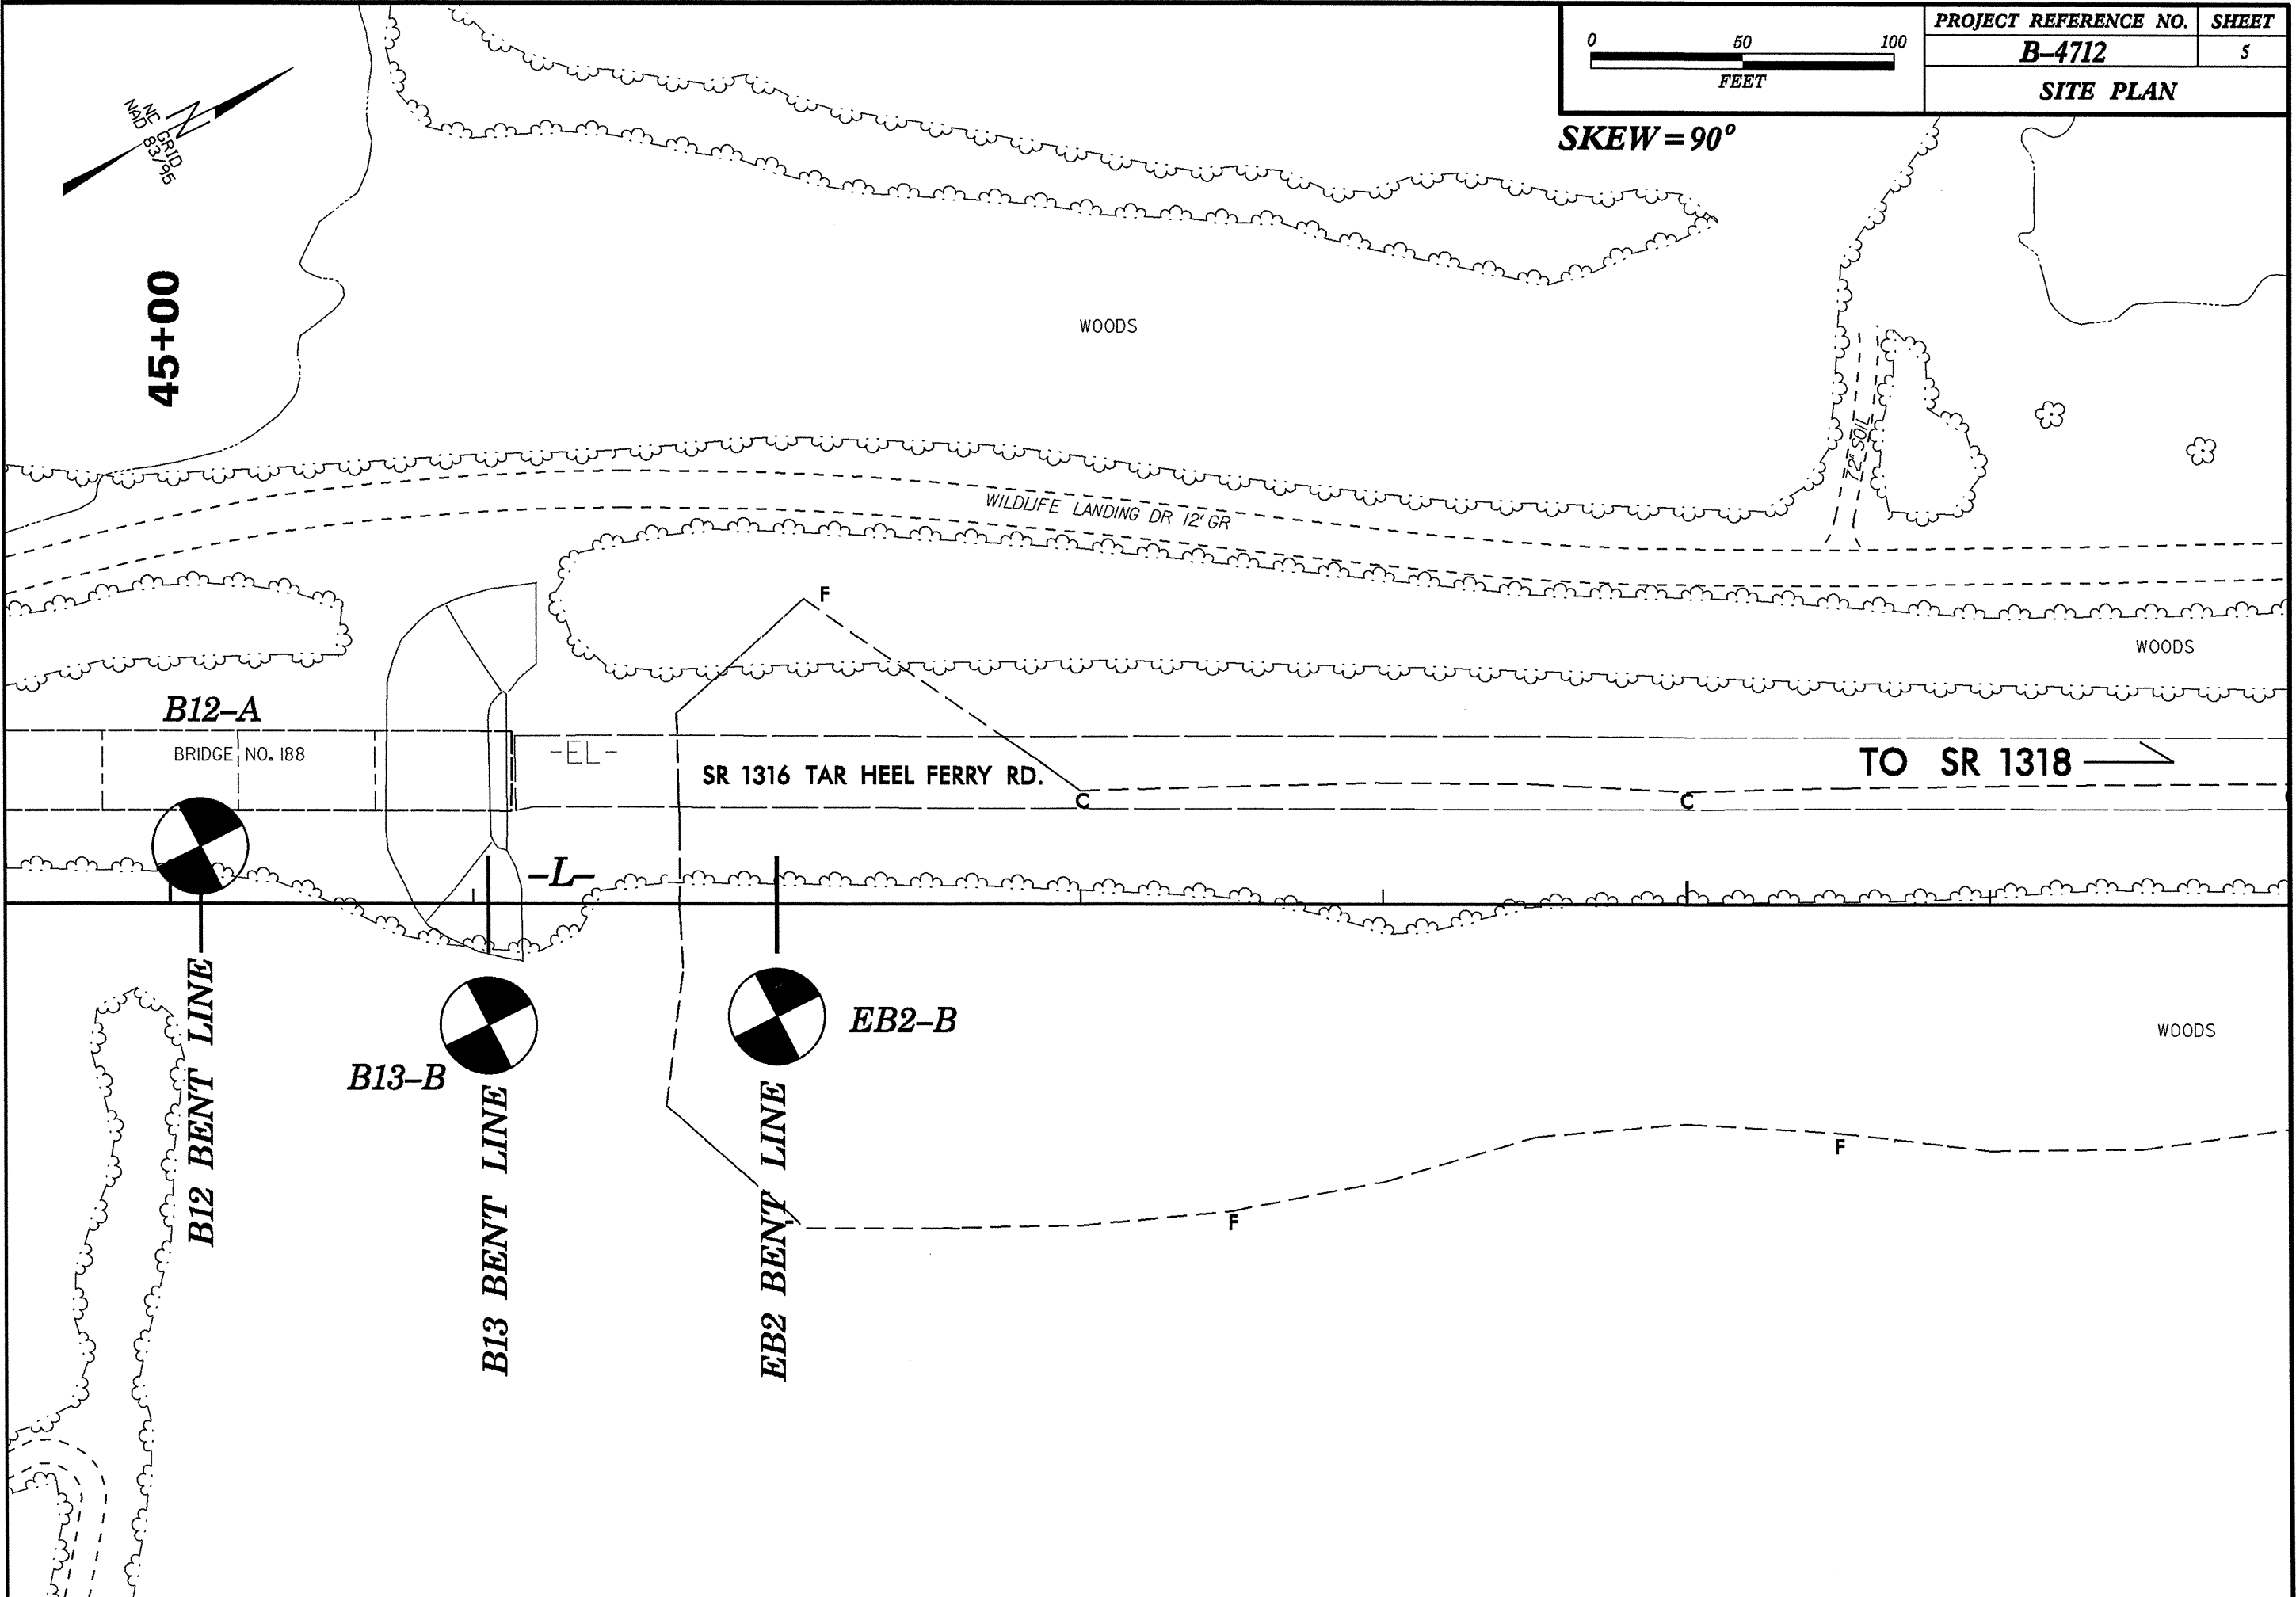 PROJECT REFERENCE NO.
SHEET
B-4712
5
SITE PLAN
0 50 100
FEET
SKEW = 90°
NC GRID
NAD 83/95
45+00
WOODS
12' SOIL
WILDLIFE LANDING DR 12' GR
F
WOODS
B12-A
BRIDGE NO. 188
-EL-
SR 1316 TAR HEEL FERRY RD.
TO SR 1318
C
C
-L-
B12 BENT LINE
B13-B
B13 BENT LINE
EB2-B
EB2 BENT LINE
WOODS
F
F